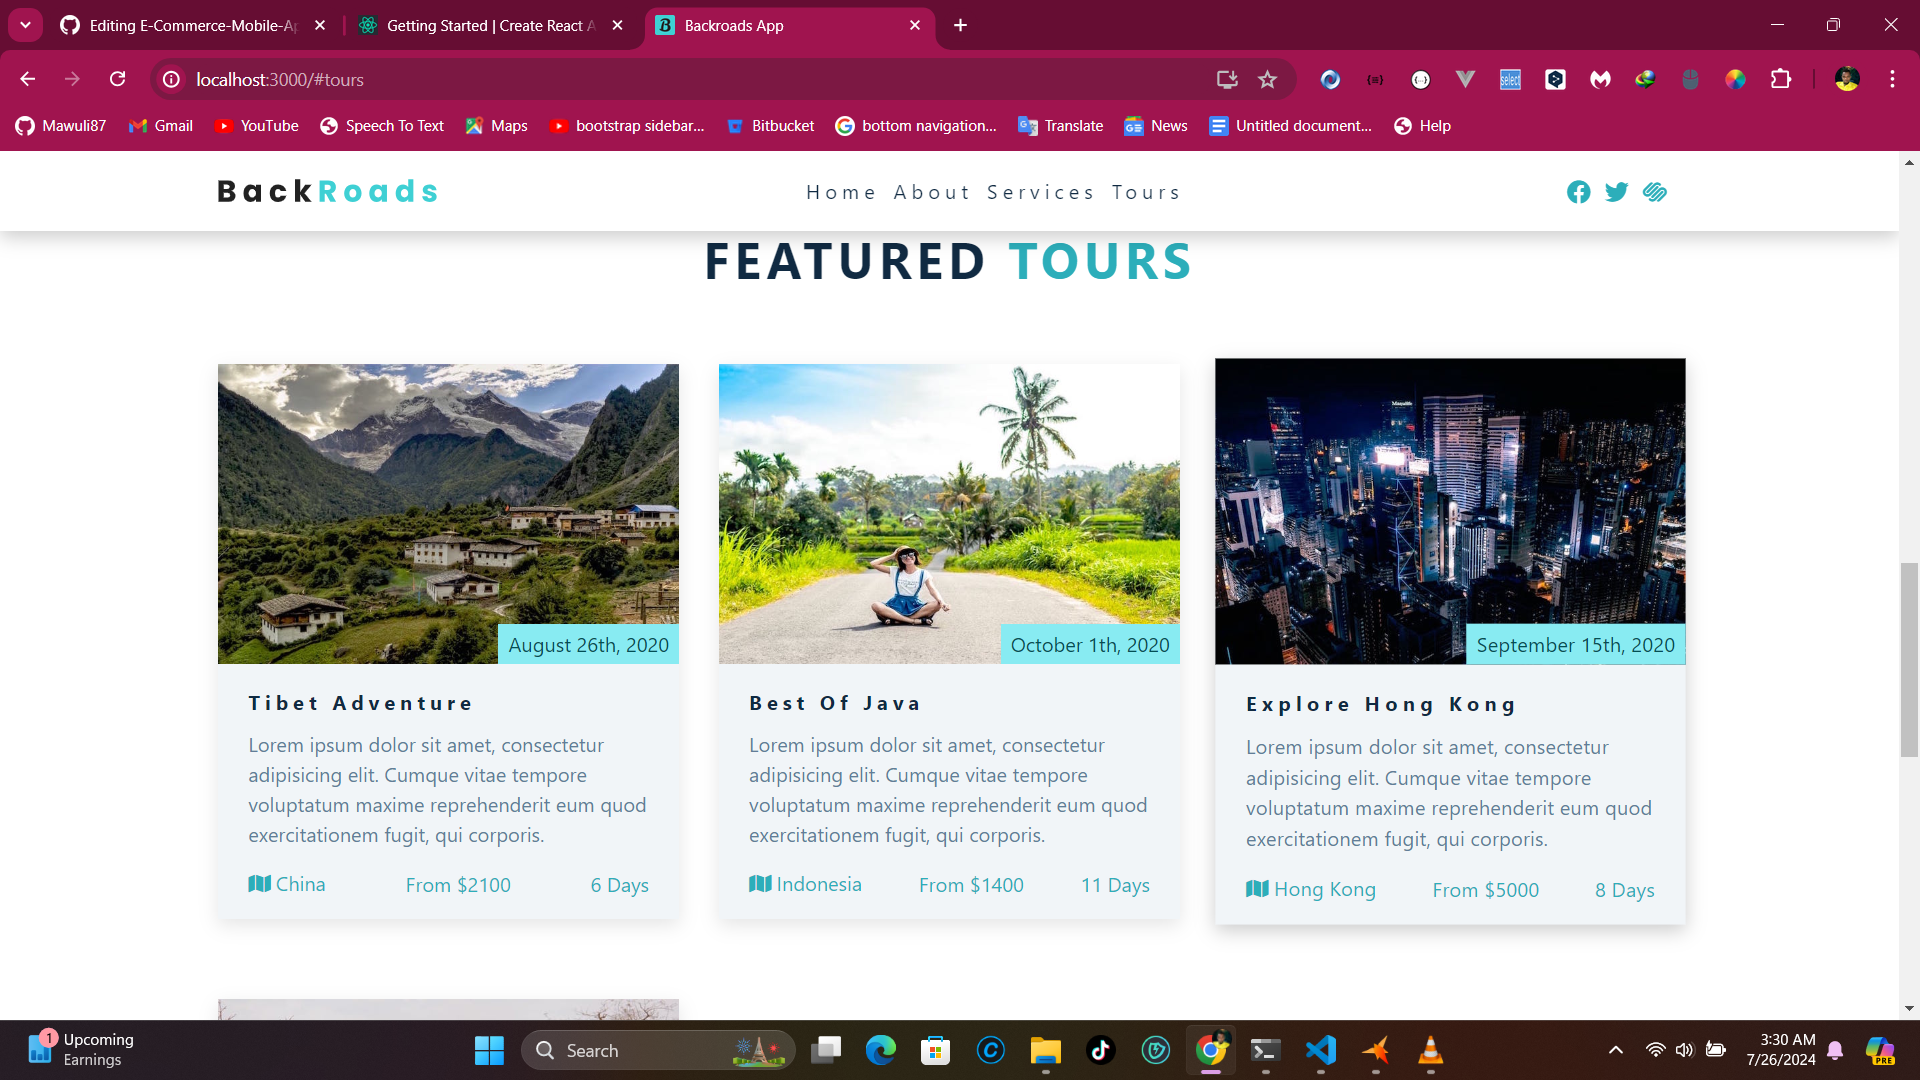 Editing E-Commerce-Mobile-Ap
Getting Started | Create React A
Backroads App
localhost:3000/#tours
Mawuli87
Gmail
YouTube
Speech To Text
Maps
bootstrap sidebar...
Bitbucket
bottom navigation...
Translate
News
Untitled document...
Help
BackRoads
Home About Services Tours
FEATURED TOURS
August 26th, 2020
Tibet Adventure
Lorem ipsum dolor sit amet, consectetur
adipisicing elit. Cumque vitae tempore
voluptatum maxime reprehenderit eum quod
exercitationem fugit, qui corporis.
China From $2100 6 Days
October 1th, 2020
Best Of Java
Lorem ipsum dolor sit amet, consectetur
adipisicing elit. Cumque vitae tempore
voluptatum maxime reprehenderit eum quod
exercitationem fugit, qui corporis.
Indonesia From $1400 11 Days
September 15th, 2020
Explore Hong Kong
Lorem ipsum dolor sit amet, consectetur
adipisicing elit. Cumque vitae tempore
voluptatum maxime reprehenderit eum quod
exercitationem fugit, qui corporis.
Hong Kong From $5000 8 Days
1
Upcoming
Earnings
Search
3:30 AM
7/26/2024
PRE